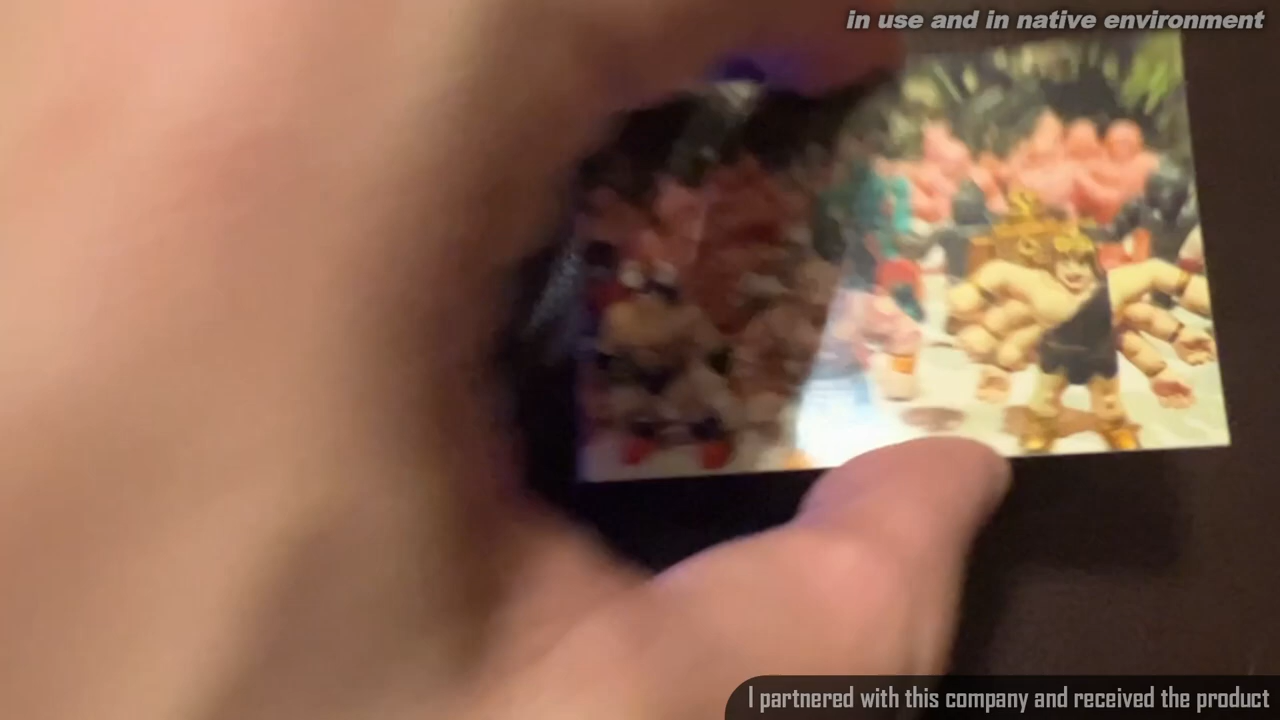 in use and in native environment
I partnered with this company and received the product